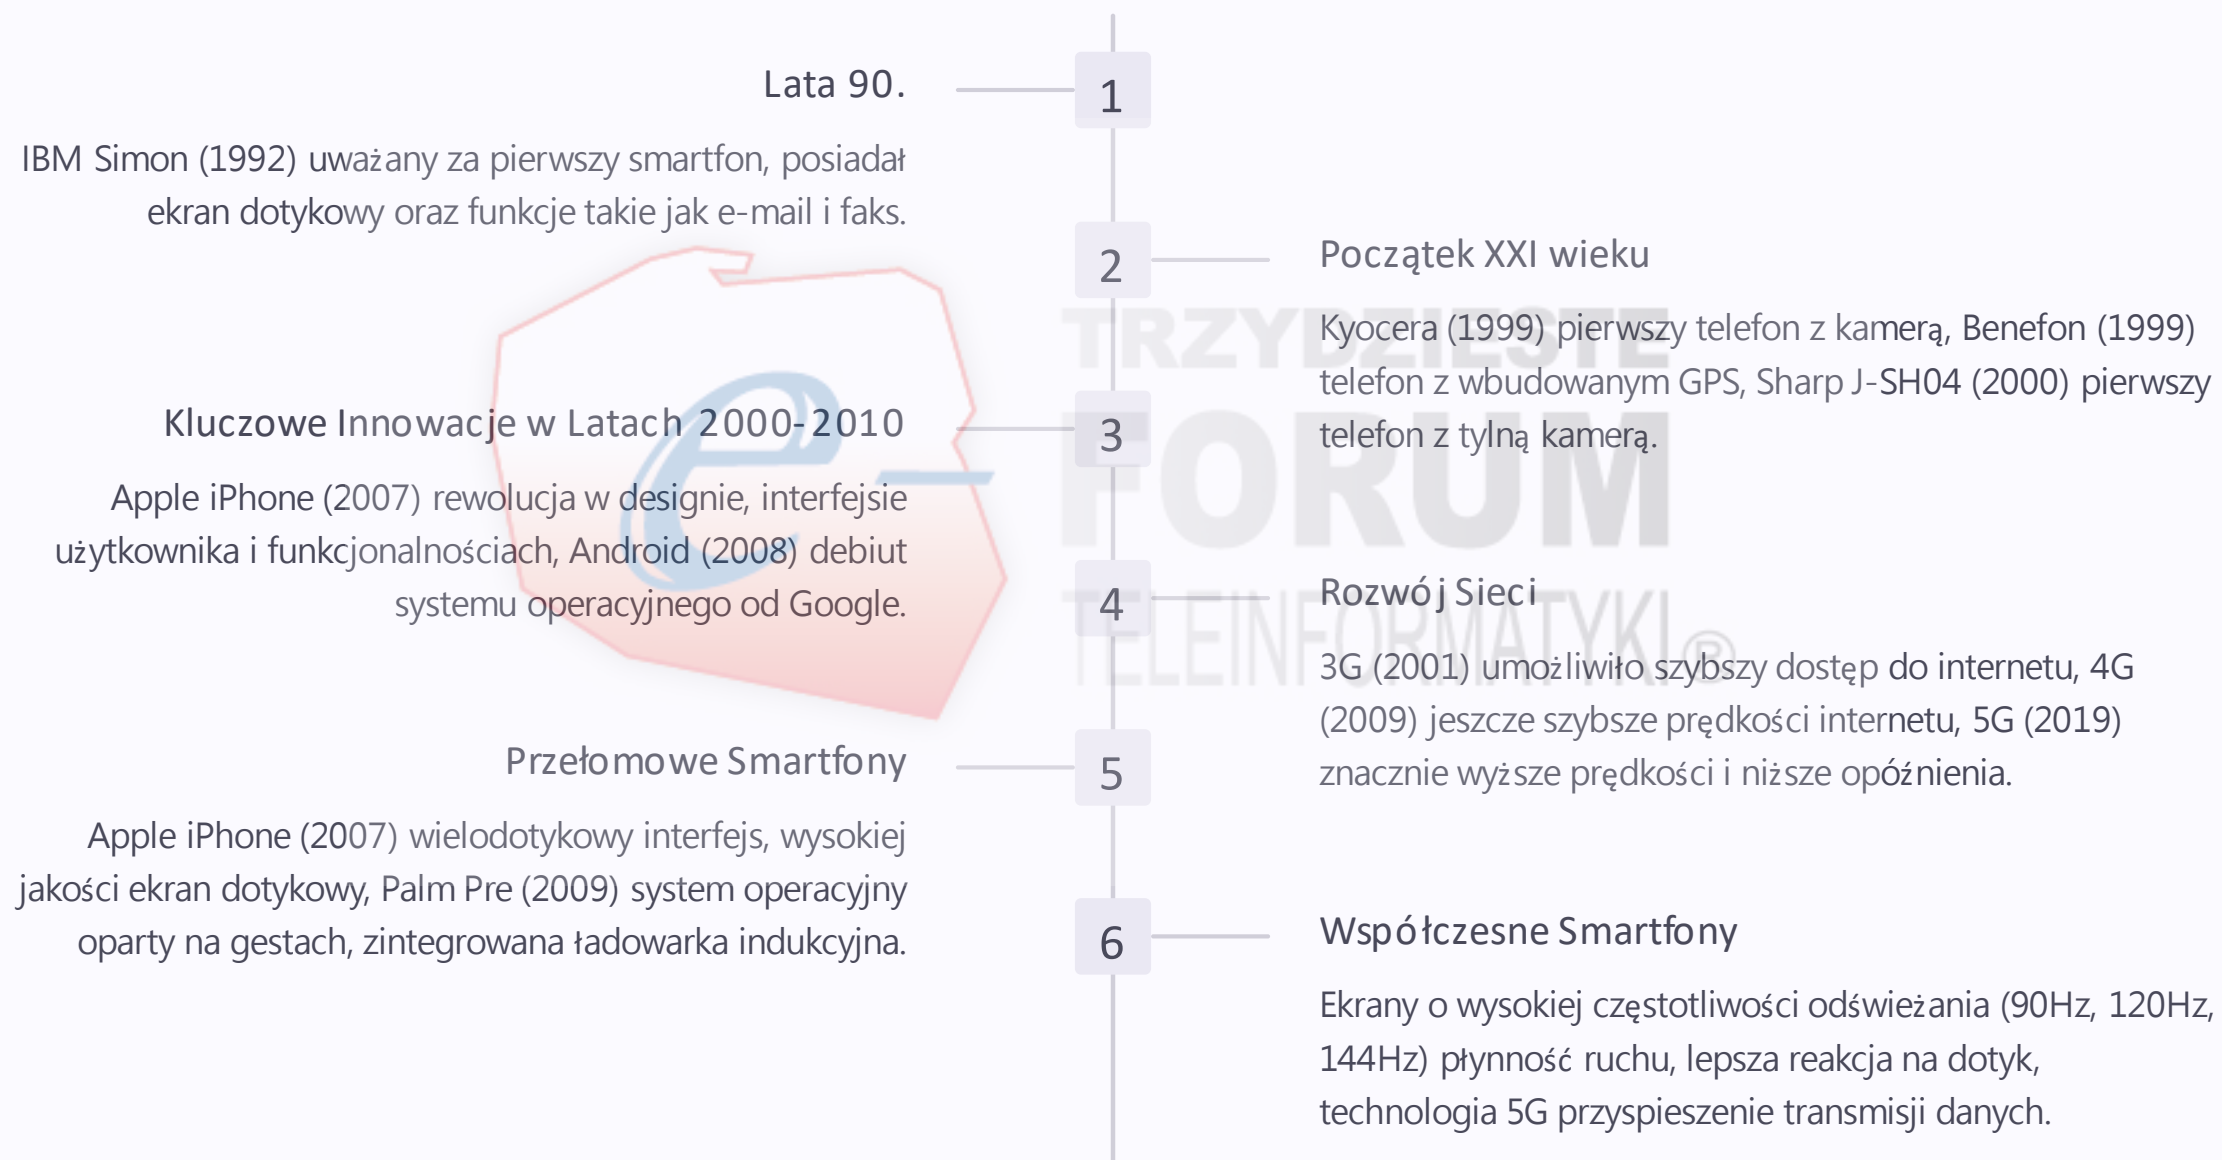 1
Lata 90.
IBM Simon (1992) uważany za pierwszy smartfon, posiadał
ekran dotykowy oraz funkcje takie jak e-mail i faks.
2
Początek XXI wieku
Kyocera (1999) pierwszy telefon z kamerą, Benefon (1999)
telefon z wbudowanym GPS, Sharp J-SH04 (2000) pierwszy
telefon z tylną kamerą.
3
Kluczowe Innowacje w Latach 2000-2010
Apple iPhone (2007) rewolucja w designie, interfejsie
użytkownika i funkcjonalnościach, Android (2008) debiut
systemu operacyjnego od Google.
4
Rozwój Sieci
3G (2001) umożliwiło szybszy dostęp do internetu, 4G
(2009) jeszcze szybsze prędkości internetu, 5G (2019)
znacznie wyższe prędkości i niższe opóźnienia.
5
Przełomowe Smartfony
Apple iPhone (2007) wielodotykowy interfejs, wysokiej
jakości ekran dotykowy, Palm Pre (2009) system operacyjny
oparty na gestach, zintegrowana ładowarka indukcyjna.
6
Współczesne Smartfony
Ekrany o wysokiej częstotliwości odświeżania (90Hz, 120Hz,
144Hz) płynność ruchu, lepsza reakcja na dotyk,
technologia 5G przyspieszenie transmisji danych.
TRZYDZIESTE
e-FORUM
TELEINFORMATYKI®